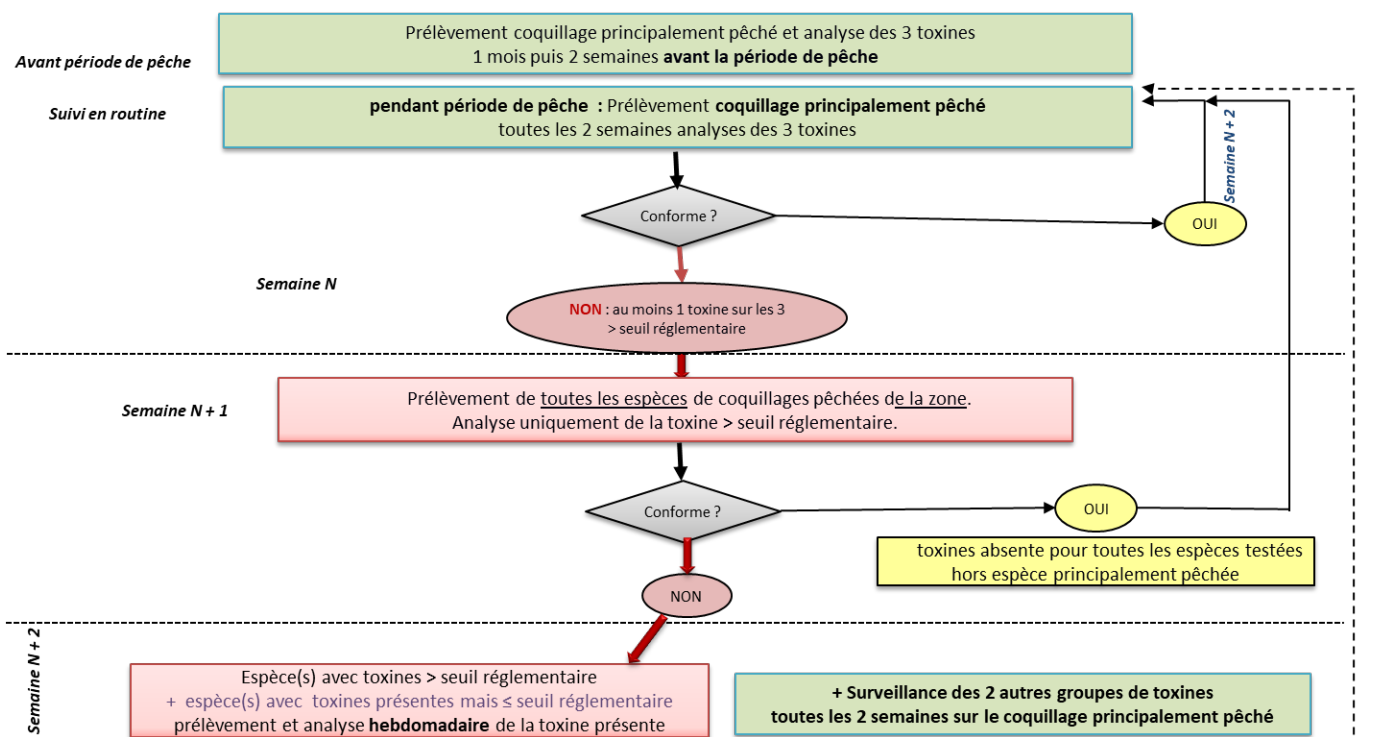 Prélèvement coquillage principalement pêché et analyse des 3 toxines
1 mois puis 2 semaines avant la période de pêche
Avant période de pêche
Suivi en routine
pendant période de pêche : Prélèvement coquillage principalement pêché
toutes les 2 semaines analyses des 3 toxines
Semaine N + 2
Conforme ?
OUI
Semaine N
NON : au moins 1 toxine sur les 3
> seuil réglementaire
Semaine N + 1
Prélèvement de toutes les espèces de coquillages pêchées de la zone.
Analyse uniquement de la toxine > seuil réglementaire.
Conforme ?
OUI
toxines absente pour toutes les espèces testées
hors espèce principalement pêchée
NON
Semaine N + 2
Espèce(s) avec toxines > seuil réglementaire
+ espèce(s) avec toxines présentes mais ≤ seuil réglementaire
prélèvement et analyse hebdomadaire de la toxine présente
+ Surveillance des 2 autres groupes de toxines
toutes les 2 semaines sur le coquillage principalement pêché